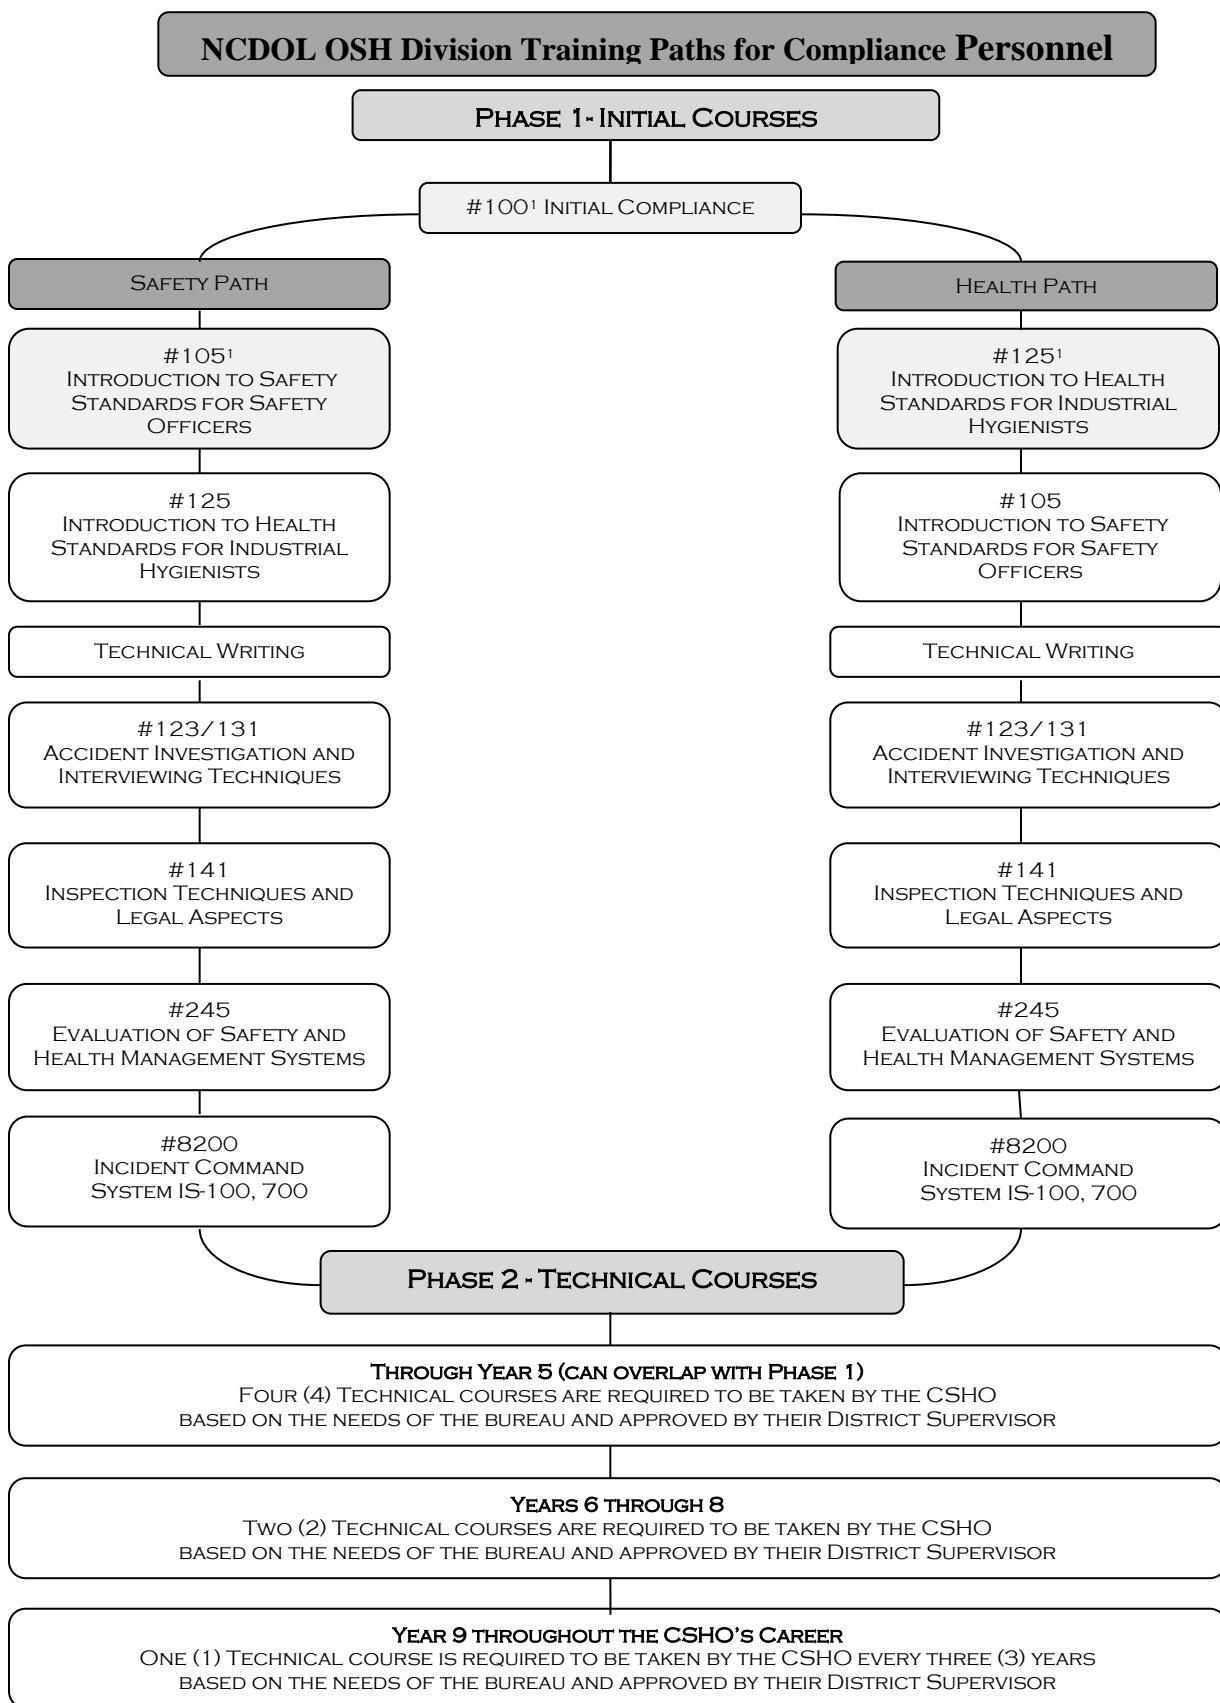 NCDOL OSH Division Training Paths for Compliance Personnel
Phase 1- Initial Courses
#100¹ Initial Compliance
Safety Path
#105¹
Introduction to Safety
Standards for Safety
Officers
#125
Introduction to Health
Standards for Industrial
Hygienists
Technical Writing
#123/131
Accident Investigation and
Interviewing Techniques
#141
Inspection Techniques and
Legal Aspects
#245
Evaluation of Safety and
Health Management Systems
#8200
Incident Command
System IS-100, 700
Health Path
#125¹
Introduction to Health
Standards for Industrial
Hygienists
#105
Introduction to Safety
Standards for Safety
Officers
Technical Writing
#123/131
Accident Investigation and
Interviewing Techniques
#141
Inspection Techniques and
Legal Aspects
#245
Evaluation of Safety and
Health Management Systems
#8200
Incident Command
System IS-100, 700
Phase 2 - Technical Courses
Through Year 5 (can overlap with Phase 1)
Four (4) Technical courses are required to be taken by the CSHO
based on the needs of the bureau and approved by their District Supervisor
Years 6 through 8
Two (2) Technical courses are required to be taken by the CSHO
based on the needs of the bureau and approved by their District Supervisor
Year 9 throughout the CSHO's Career
One (1) Technical course is required to be taken by the CSHO every three (3) years
based on the needs of the bureau and approved by their District Supervisor